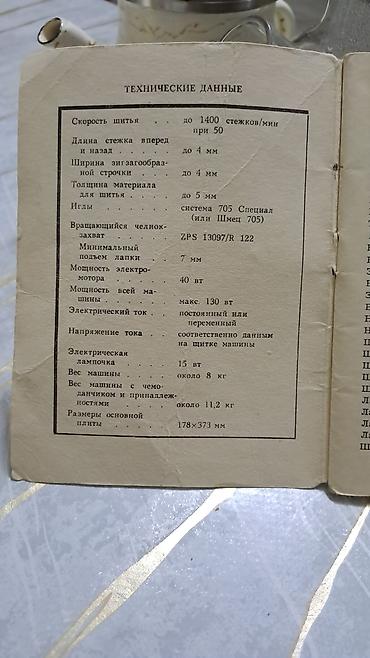 ТЕХНИЧЕСКИЕ ДАННЫЕ
Скорость шитья . . до 1400 стежков/мин
при 50
Длина стежка вперед
и назад . . . . . до 4 мм
Ширина зигзагообраз-
ной строчки . . . . до 4 мм
Толщина материала
для шитья . . . . . до 5 мм
Иглы . . . . . . система 705 Специал
(или Шмец 705)
Вращающийся челнок-
захват . . . . . ZPS 13097/R 122
Минимальный
подъем лапки . . . 7 мм
Мощность электро-
мотора . . . . . 40 вт
Мощность всей ма-
шины . . . . . . макс. 130 вт
Электрический ток . . постоянный или
переменный
Напряжение тока . . соответственно данным
на щитке машины
Электрическая
лампочка . . . . 15 вт
Вес машины . . . . около 8 кг
Вес машины с чемо-
данчиком и принадлеж-
ностями . . . . около 11,2 кг
Размеры основной
плиты . . . . . 178×373 мм